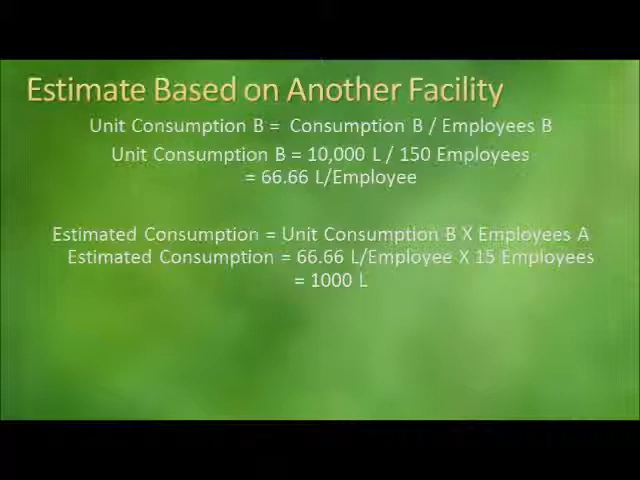 Estimate Based on Another Facility
Unit Consumption B = Consumption B / Employees B
Unit Consumption B = 10,000 L / 150 Employees
= 66.66 L/Employee
Estimated Consumption = Unit Consumption B X Employees A
Estimated Consumption = 66.66 L/Employee X 15 Employees
= 1000 L